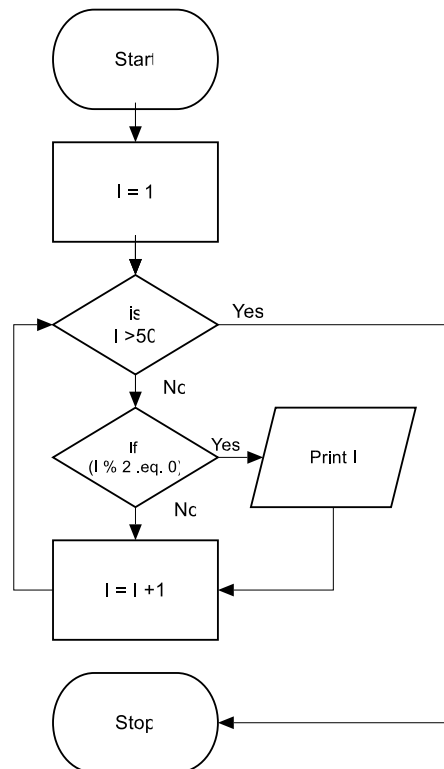 Start
I = 1
is
I >50
Yes
No
If
(I % 2 .eq. 0)
Yes
Print I
No
I = I +1
Stop